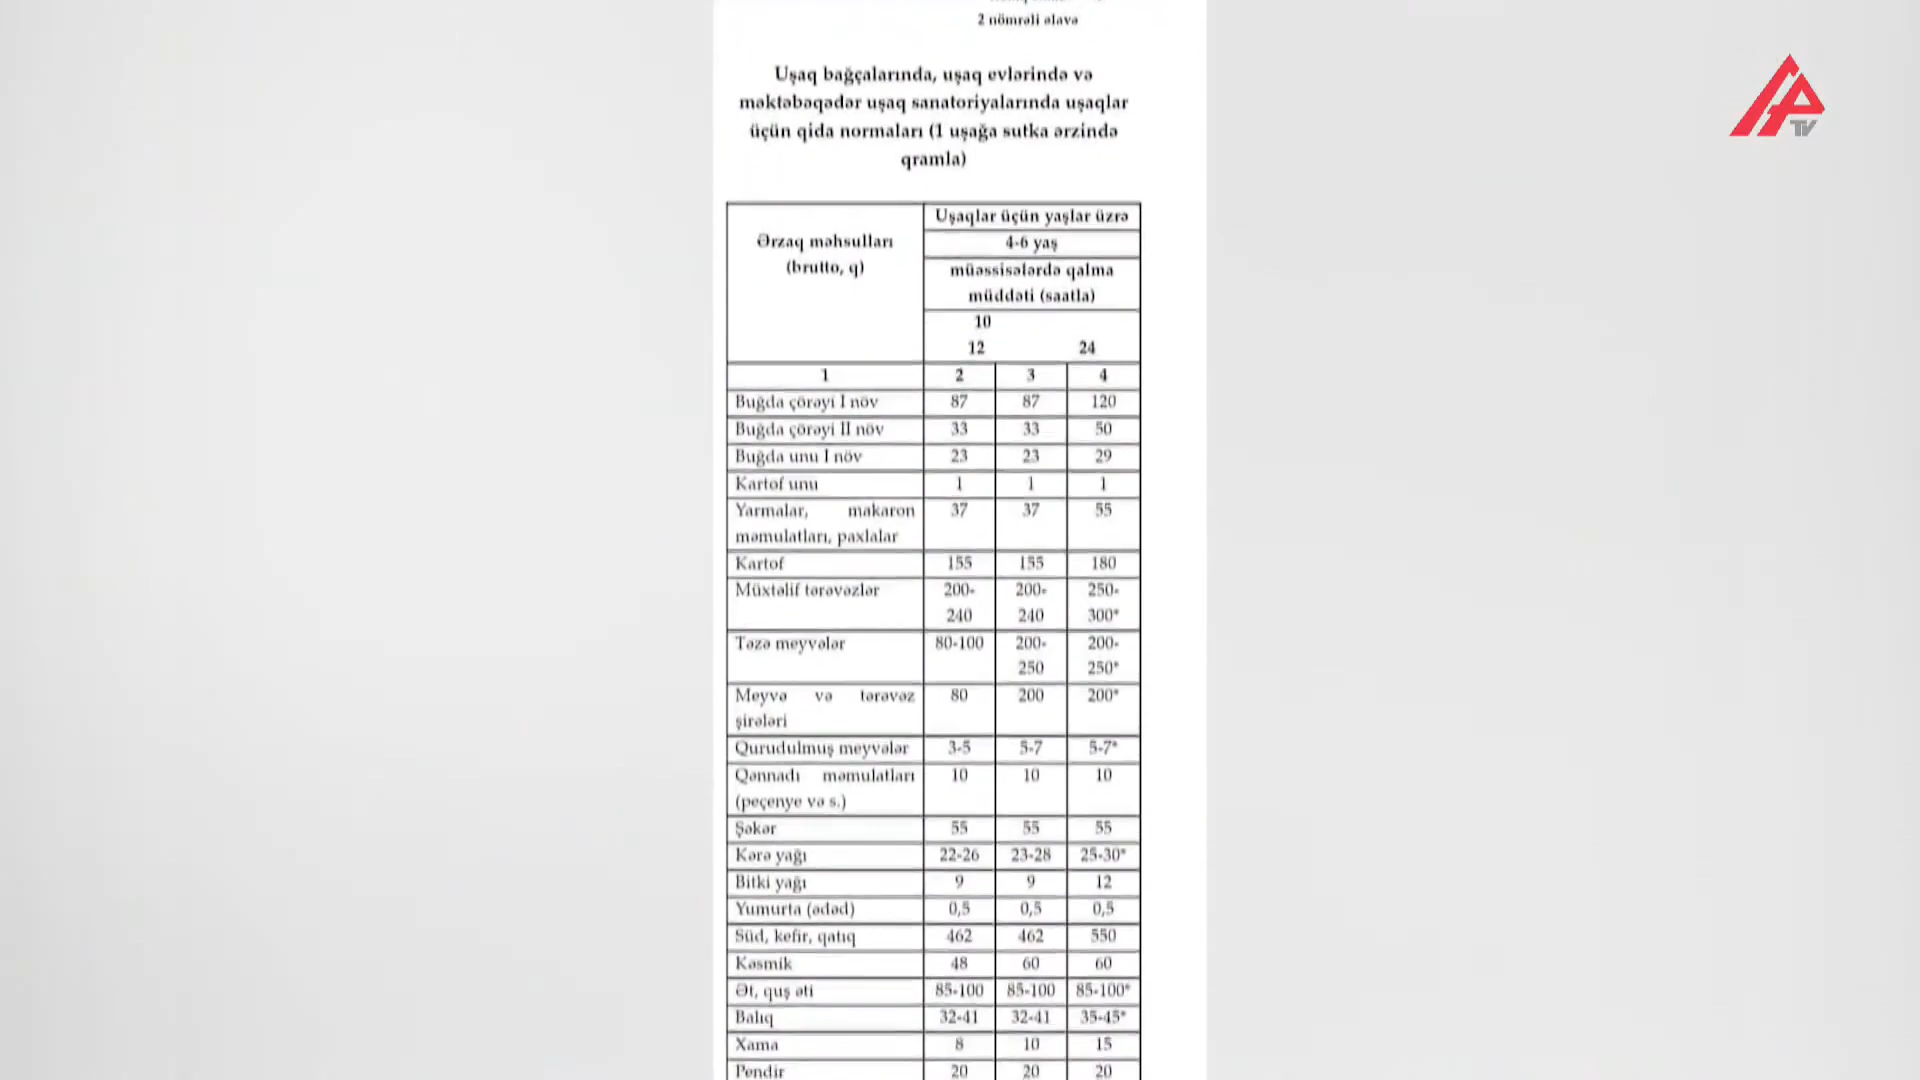 2 nömrəli əlavə
Uşaq bağçalarında, uşaq evlərində və
məktəbəqədər uşaq sanatoriyalarında uşaqlar
üçün qida normaları (1 uşağa sutka ərzində
qramla)
Ərzaq məhsulları
(brutto, q)
Uşaqlar üçün yaşlar üzrə
4-6 yaş
müəssisələrdə qalma
müddəti (saatla)
10
12 24
1 2 3 4
Buğda çörəyi I növ 87 87 120
Buğda çörəyi II növ 33 33 50
Buğda unu I növ 23 23 29
Kartof unu 1 1 1
Yarmalar, makaron 37 37 55
məmulatları, paxlalar
Kartof 155 155 180
Müxtəlif tərəvəzlər 200- 200- 250-
240 240 300*
Təzə meyvələr 80-100 200- 200-
250 250*
Meyvə və tərəvəz 80 200 200*
şirələri
Qurudulmuş meyvələr 3-5 5-7 5-7*
Qənnadı məmulatları 10 10 10
(peçenye və s.)
Şəkər 55 55 55
Kərə yağı 22-26 23-28 25-30*
Bitki yağı 9 9 12
Yumurta (ədəd) 0,5 0,5 0,5
Süd, kefir, qatıq 462 462 550
Kəsmik 48 60 60
Ət, quş əti 85-100 85-100 85-100*
Balıq 32-41 32-41 35-45*
Xama 8 10 15
Pendir 20 20 20
AP
TV